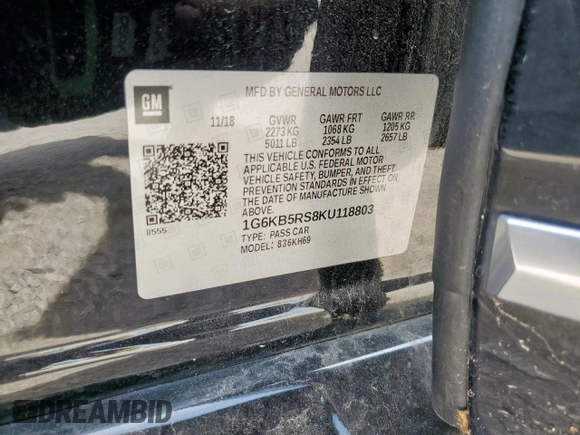 GM
MFD BY GENERAL MOTORS LLC
11/18 GVWR GAWR FRT GAWR RR
2273 KG 1068 KG 1205 KG
5011 LB 2354 LB 2657 LB
THIS VEHICLE CONFORMS TO ALL
APPLICABLE U.S. FEDERAL MOTOR
VEHICLE SAFETY, BUMPER, AND THEFT
PREVENTION STANDARDS IN EFFECT ON
THE DATE OF MANUFACTURE SHOWN
ABOVE.
8555
1G6KB5RS8KU118803
TYPE: PASS CAR
MODEL: 836KH69
DREAMBID